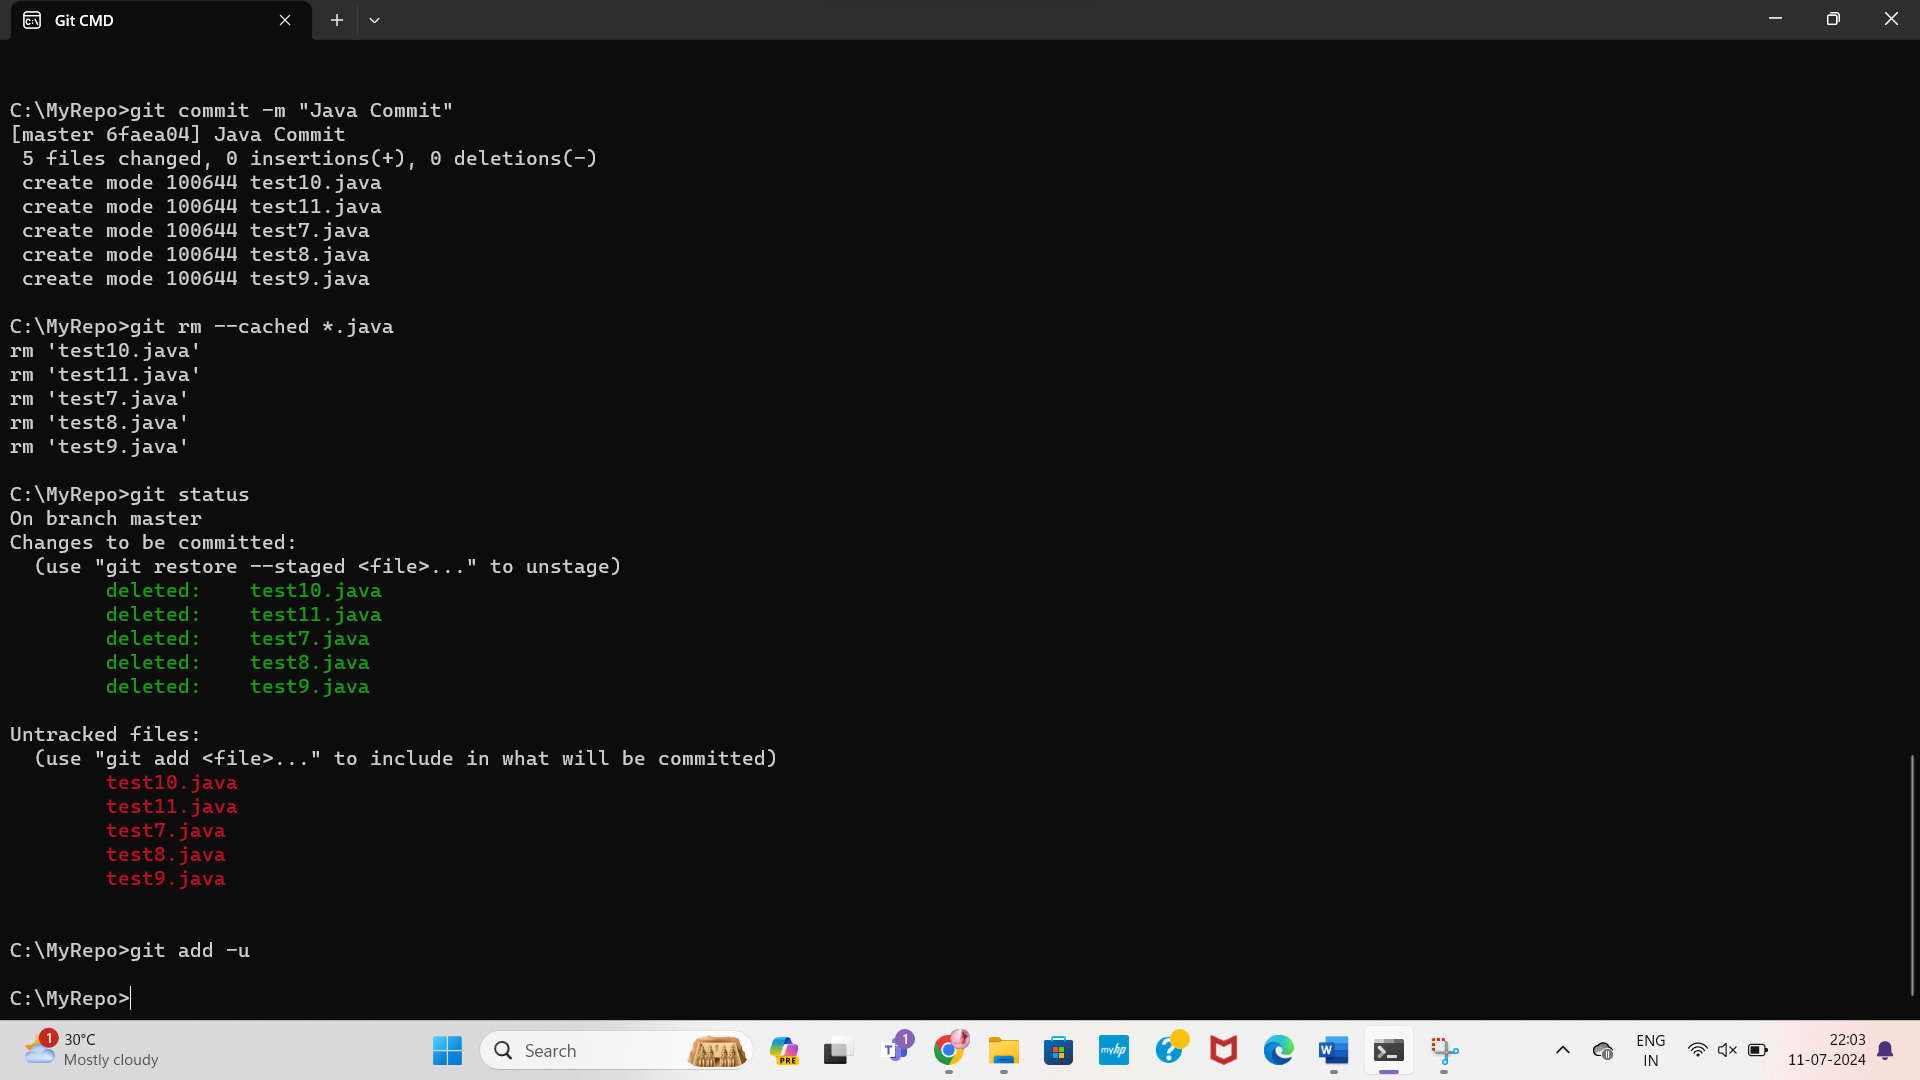 Git CMD
C:\MyRepo>git commit -m "Java Commit"
[master 6faea04] Java Commit
 5 files changed, 0 insertions(+), 0 deletions(-)
 create mode 100644 test10.java
 create mode 100644 test11.java
 create mode 100644 test7.java
 create mode 100644 test8.java
 create mode 100644 test9.java
C:\MyRepo>git rm --cached *.java
rm 'test10.java'
rm 'test11.java'
rm 'test7.java'
rm 'test8.java'
rm 'test9.java'
C:\MyRepo>git status
On branch master
Changes to be committed:
  (use "git restore --staged <file>..." to unstage)
        deleted:    test10.java
        deleted:    test11.java
        deleted:    test7.java
        deleted:    test8.java
        deleted:    test9.java
Untracked files:
  (use "git add <file>..." to include in what will be committed)
        test10.java
        test11.java
        test7.java
        test8.java
        test9.java
C:\MyRepo>git add -u
C:\MyRepo>
1 30°C
Mostly cloudy
Search
PRE
1
myhp
ENG
IN
22:03
11-07-2024